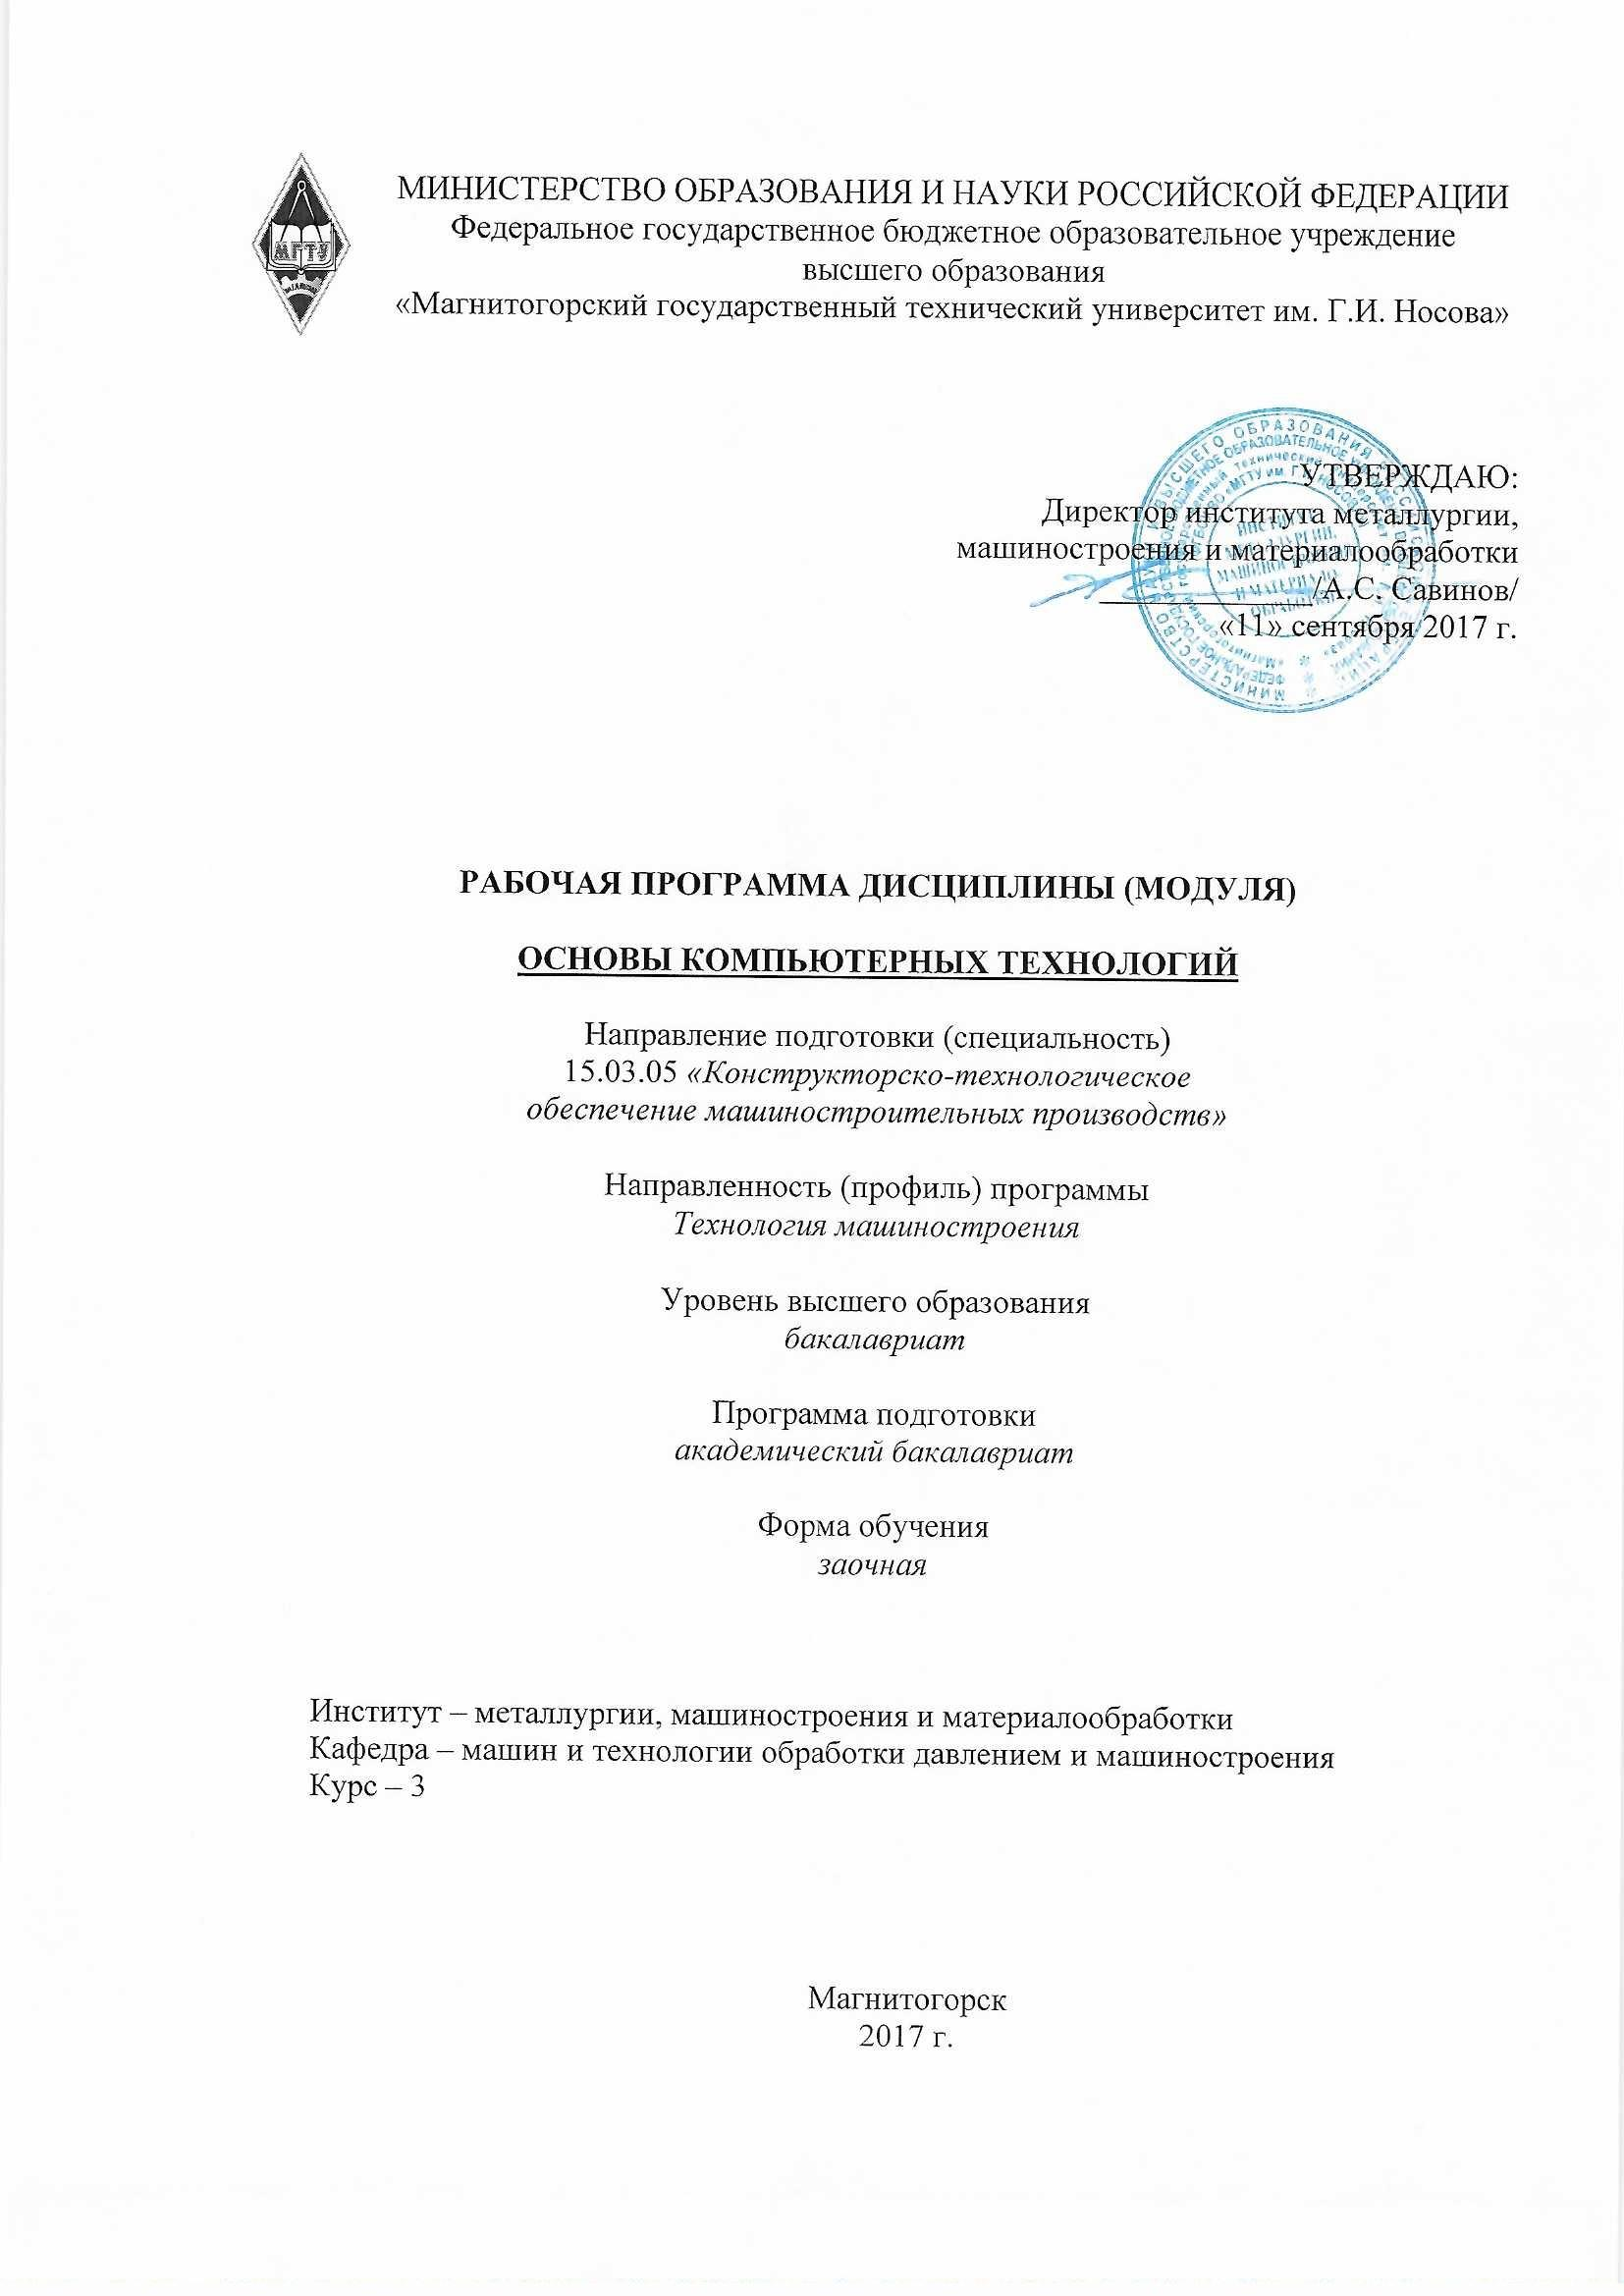 МИНИСТЕРСТВО ОБРАЗОВАНИЯ И НАУКИ РОССИЙСКОЙ ФЕДЕРАЦИИ
Федеральное государственное бюджетное образовательное учреждение
высшего образования
«Магнитогорский государственный технический университет им. Г.И. Носова»
МГТУ
УТВЕРЖДАЮ:
Директор института металлургии,
машиностроения и материалообработки
/А.С. Савинов/
«11» сентября 2017 г.
РАБОЧАЯ ПРОГРАММА ДИСЦИПЛИНЫ (МОДУЛЯ)
ОСНОВЫ КОМПЬЮТЕРНЫХ ТЕХНОЛОГИЙ
Направление подготовки (специальность)
15.03.05 «Конструкторско-технологическое
обеспечение машиностроительных производств»
Направленность (профиль) программы
Технология машиностроения
Уровень высшего образования
бакалавриат
Программа подготовки
академический бакалавриат
Форма обучения
заочная
Институт – металлургии, машиностроения и материалообработки
Кафедра – машин и технологии обработки давлением и машиностроения
Курс – 3
Магнитогорск
2017 г.